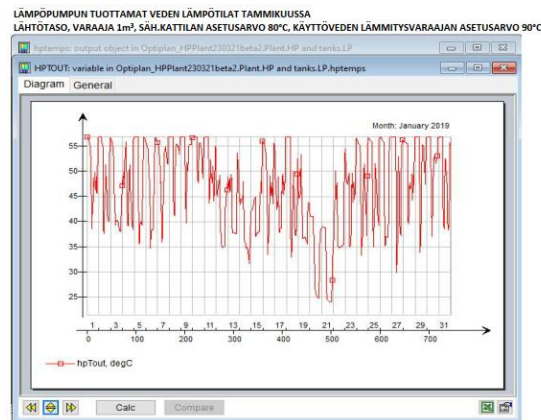 LÄMPÖPUMPUN TUOTTAMAT VEDEN LÄMPÖTILAT TAMMIKUUSSA
LÄHTÖTASO, VARAAJA 1m³, SÄH.KATTILAN ASETUSARVO 80°C, KÄYTTÖVEDEN LÄMMITYSVARAAJAN ASETUSARVO 90°C
hptemps: output object in Optiplan_HPPlant230321beta2.Plant.HP and tanks.LP
HPTOUT: variable in Optiplan_HPPlant230321beta2.Plant.HP and tanks.LP.hptemps
Diagram General
Month: January 2019
55
50
45
40
35
30
25
1 3 5 7 9 11 13 15 17 19 21 23 25 27 29 31
0 100 200 300 400 500 600 700
hpTout, degC
Calc Compare